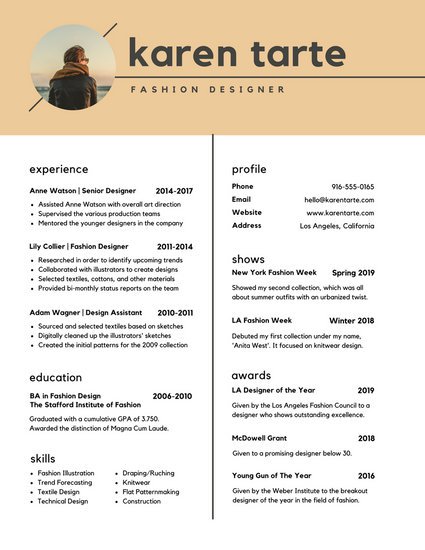 karen tarte
FASHION DESIGNER
experience
Anne Watson | Senior Designer 2014-2017
• Assisted Anne Watson with overall art direction
• Supervised the various production teams
• Mentored the younger designers in the company
Lily Collier | Fashion Designer 2011-2014
• Researched in order to identify upcoming trends
• Collaborated with illustrators to create designs
• Selected textiles, cottons, and other materials
• Provided bi-monthly status reports on the team
Adam Wagner | Design Assistant 2010-2011
• Sourced and selected textiles based on sketches
• Digitally cleaned up the illustrators' sketches
• Created the initial patterns for the 2009 collection
education
BA in Fashion Design 2006-2010
The Stafford Institute of Fashion
Graduated with a cumulative GPA of 3.750.
Awarded the distinction of Magna Cum Laude.
skills
• Fashion Illustration
• Trend Forecasting
• Textile Design
• Technical Design
• Draping/Ruching
• Knitwear
• Flat Patternmaking
• Construction
profile
Phone 916-555-0165
Email hello@karentarte.com
Website www.karentarte.com
Address Los Angeles, California
shows
New York Fashion Week Spring 2019
Showed my second collection, which was all
about summer outfits with an urbanized twist.
LA Fashion Week Winter 2018
Debuted my first collection under my name,
'Anita West'. It focused on knitwear design.
awards
LA Designer of the Year 2019
Given by the Los Angeles Fashion Council to a
designer who shows outstanding excellence.
McDowell Grant 2018
Given to a promising designer below 30.
Young Gun of The Year 2016
Given by the Weber Institute to the breakout
designer of the year in the field of fashion.